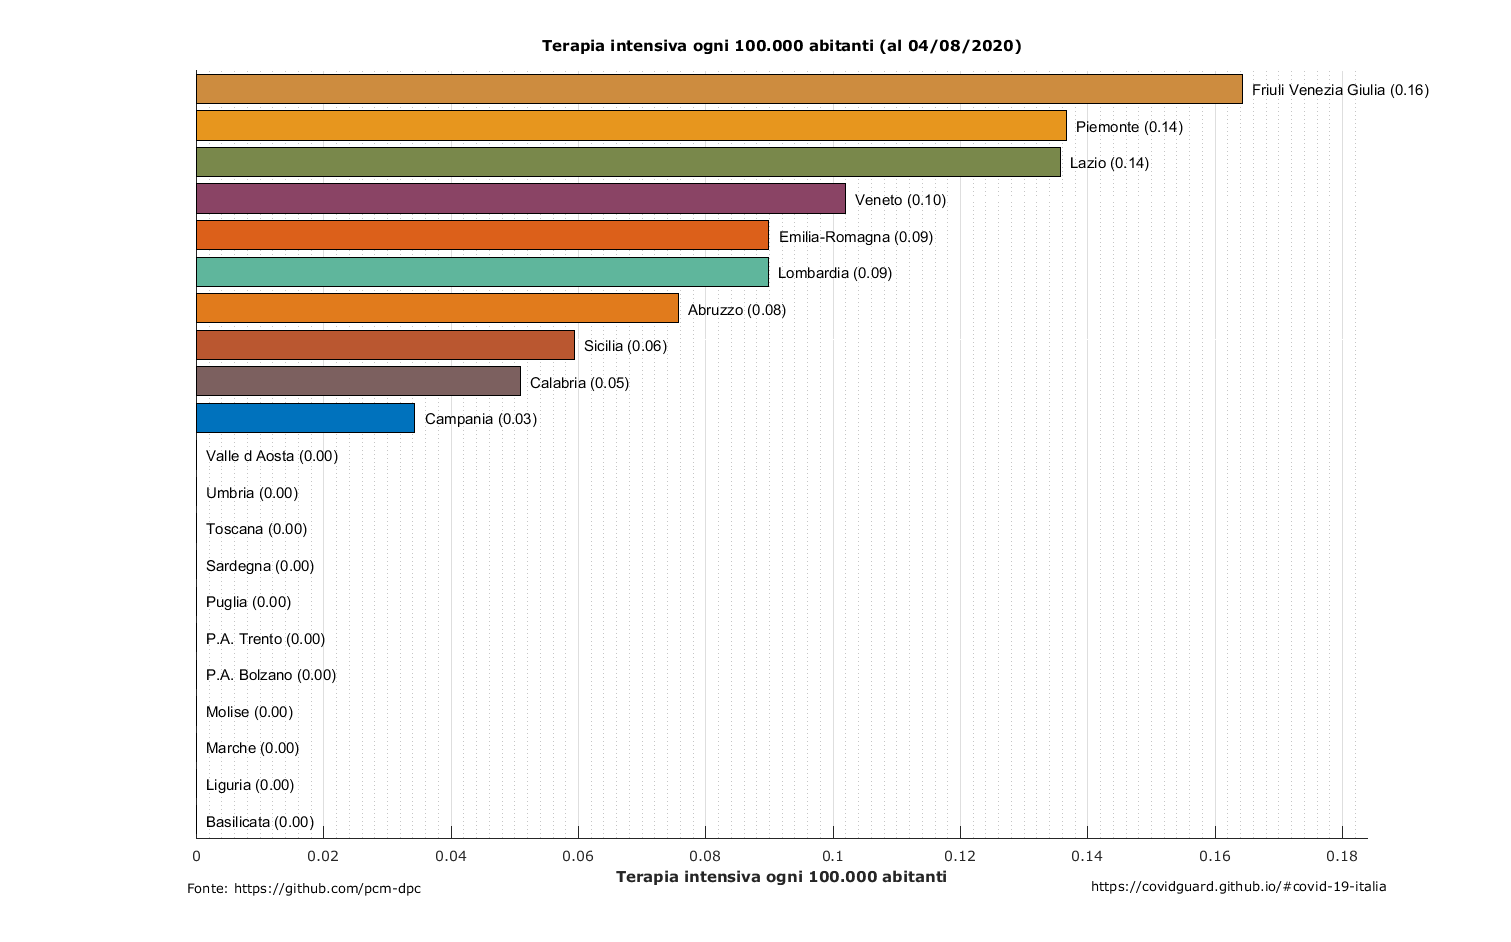 Terapia intensiva ogni 100.000 abitanti (al 04/08/2020)
Friuli Venezia Giulia (0.16)
Piemonte (0.14)
Lazio (0.14)
Veneto (0.10)
Emilia-Romagna (0.09)
Lombardia (0.09)
Abruzzo (0.08)
Sicilia (0.06)
Calabria (0.05)
Campania (0.03)
Valle d Aosta (0.00)
Umbria (0.00)
Toscana (0.00)
Sardegna (0.00)
Puglia (0.00)
P.A. Trento (0.00)
P.A. Bolzano (0.00)
Molise (0.00)
Marche (0.00)
Liguria (0.00)
Basilicata (0.00)
0 0.02 0.04 0.06 0.08 0.1 0.12 0.14 0.16 0.18
Terapia intensiva ogni 100.000 abitanti
Fonte: https://github.com/pcm-dpc
https://covidguard.github.io/#covid-19-italia